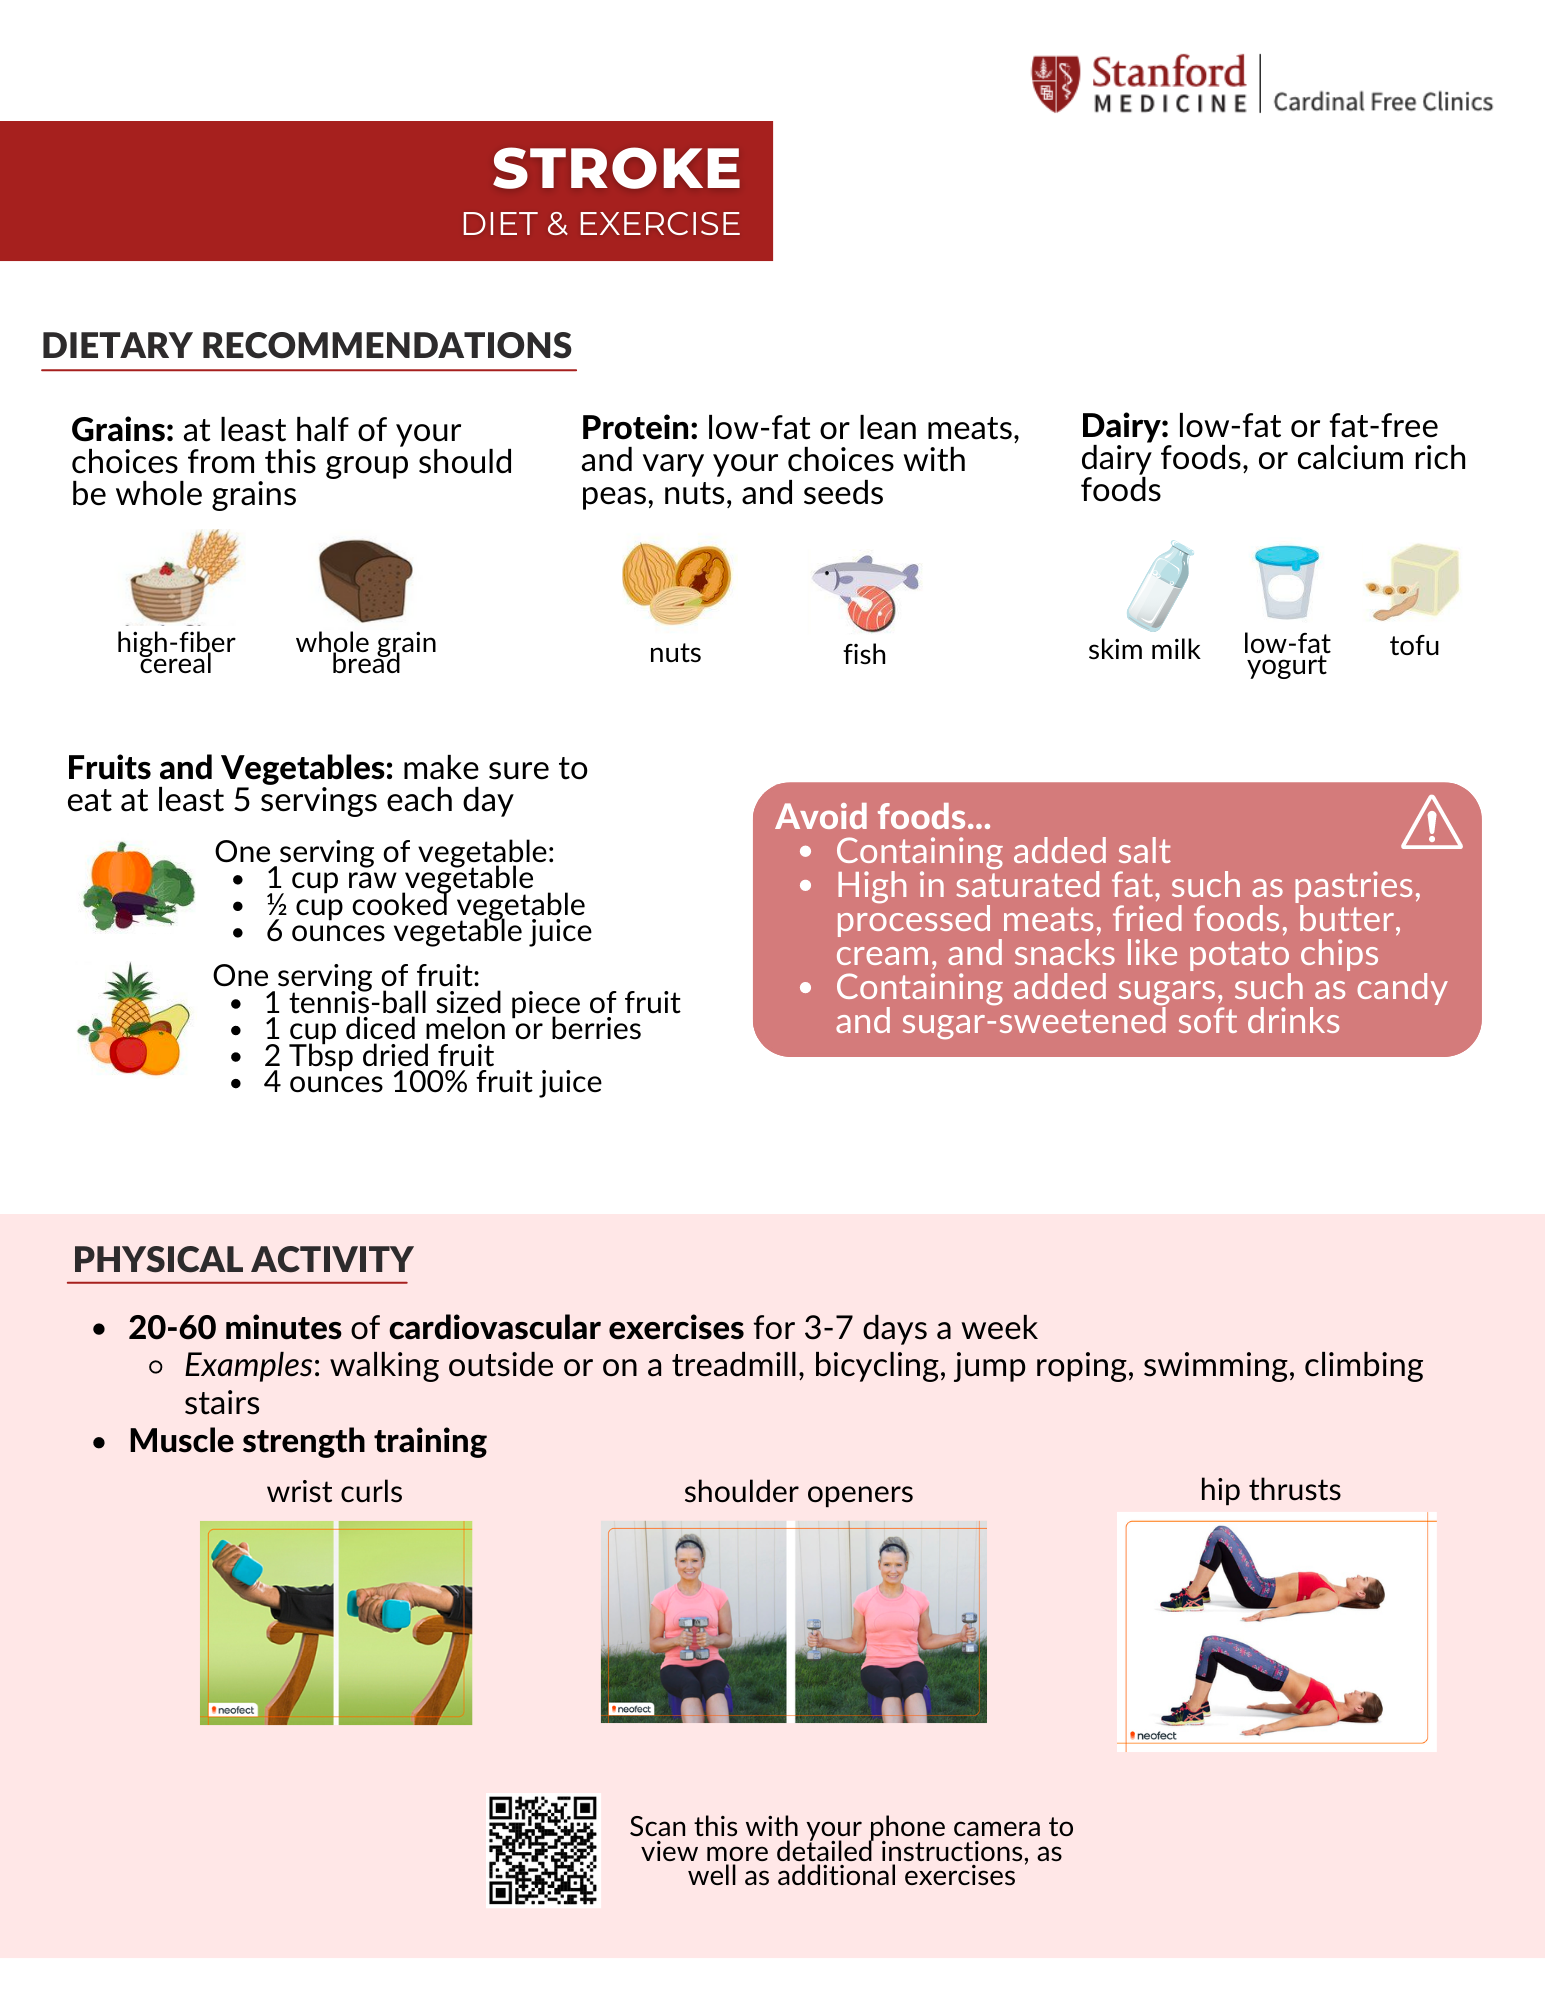 Stanford
MEDICINE
Cardinal Free Clinics
STROKE
DIET & EXERCISE
DIETARY RECOMMENDATIONS
Grains: at least half of your
choices from this group should
be whole grains
high-fiber
cereal
whole grain
bread
Protein: low-fat or lean meats,
and vary your choices with
peas, nuts, and seeds
nuts
fish
Dairy: low-fat or fat-free
dairy foods, or calcium rich
foods
skim milk
low-fat
yogurt
tofu
Fruits and Vegetables: make sure to
eat at least 5 servings each day
One serving of vegetable:
• 1 cup raw vegetable
• ½ cup cooked vegetable
• 6 ounces vegetable juice
One serving of fruit:
• 1 tennis-ball sized piece of fruit
• 1 cup diced melon or berries
• 2 Tbsp dried fruit
• 4 ounces 100% fruit juice
Avoid foods...
• Containing added salt
• High in saturated fat, such as pastries,
processed meats, fried foods, butter,
cream, and snacks like potato chips
• Containing added sugars, such as candy
and sugar-sweetened soft drinks
PHYSICAL ACTIVITY
• 20-60 minutes of cardiovascular exercises for 3-7 days a week
◦ Examples: walking outside or on a treadmill, bicycling, jump roping, swimming, climbing
stairs
• Muscle strength training
wrist curls
neofect
shoulder openers
neofect
hip thrusts
neofect
Scan this with your phone camera to
view more detailed instructions, as
well as additional exercises